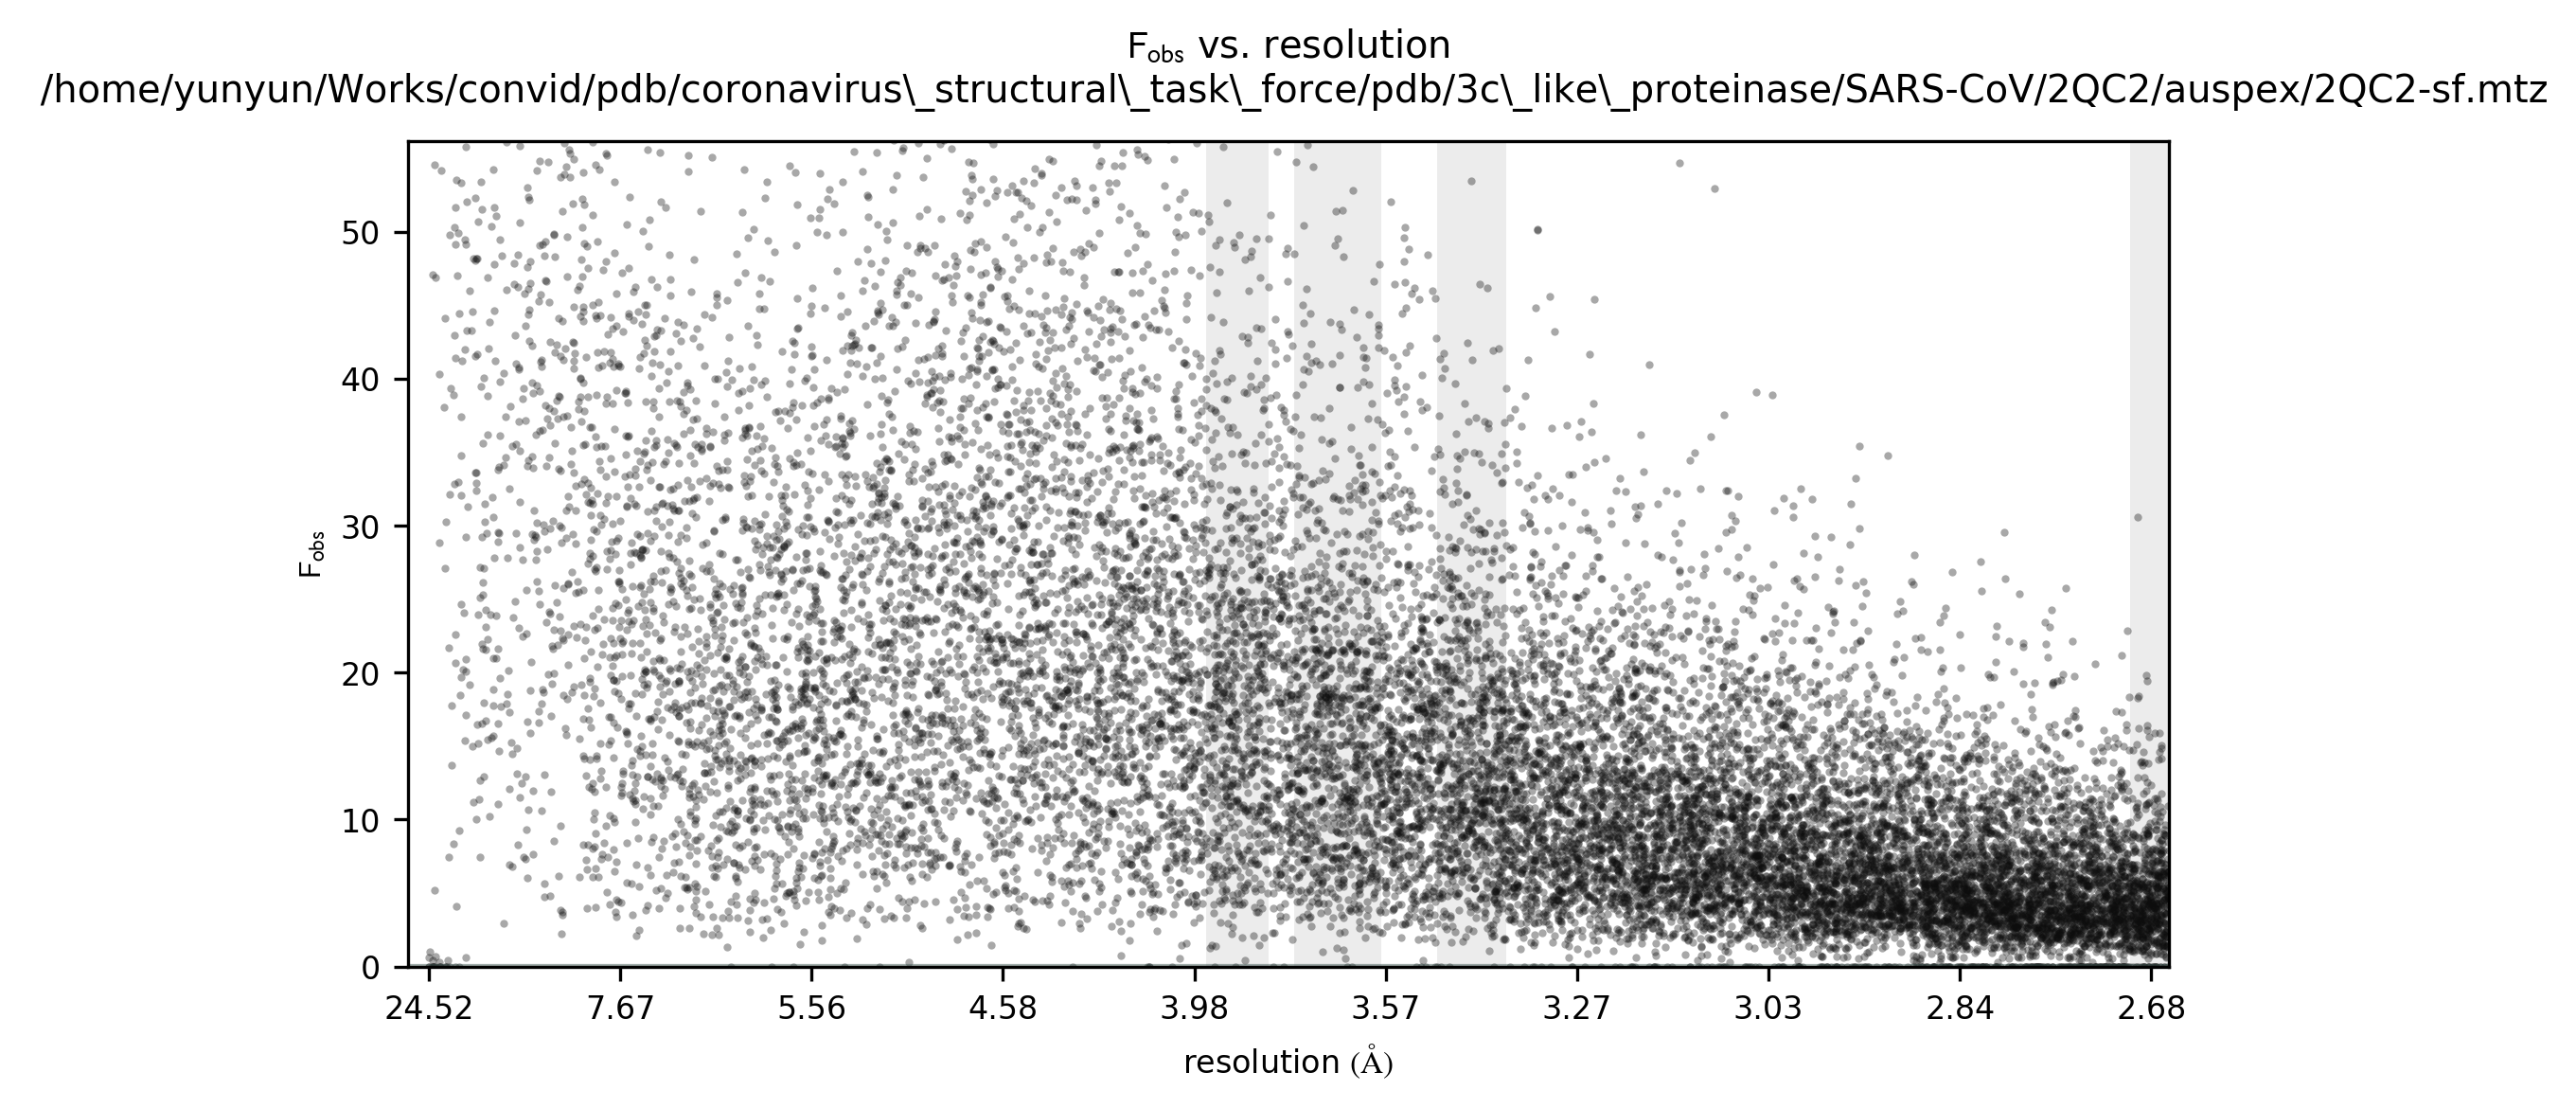 F_obs vs. resolution
/home/yunyun/Works/convid/pdb/coronavirus\_structural\_task\_force/pdb/3c\_like\_proteinase/SARS-CoV/2QC2/auspex/2QC2-sf.mtz
F_obs
50
40
30
20
10
0
24.52 7.67 5.56 4.58 3.98 3.57 3.27 3.03 2.84 2.68
resolution (Å)